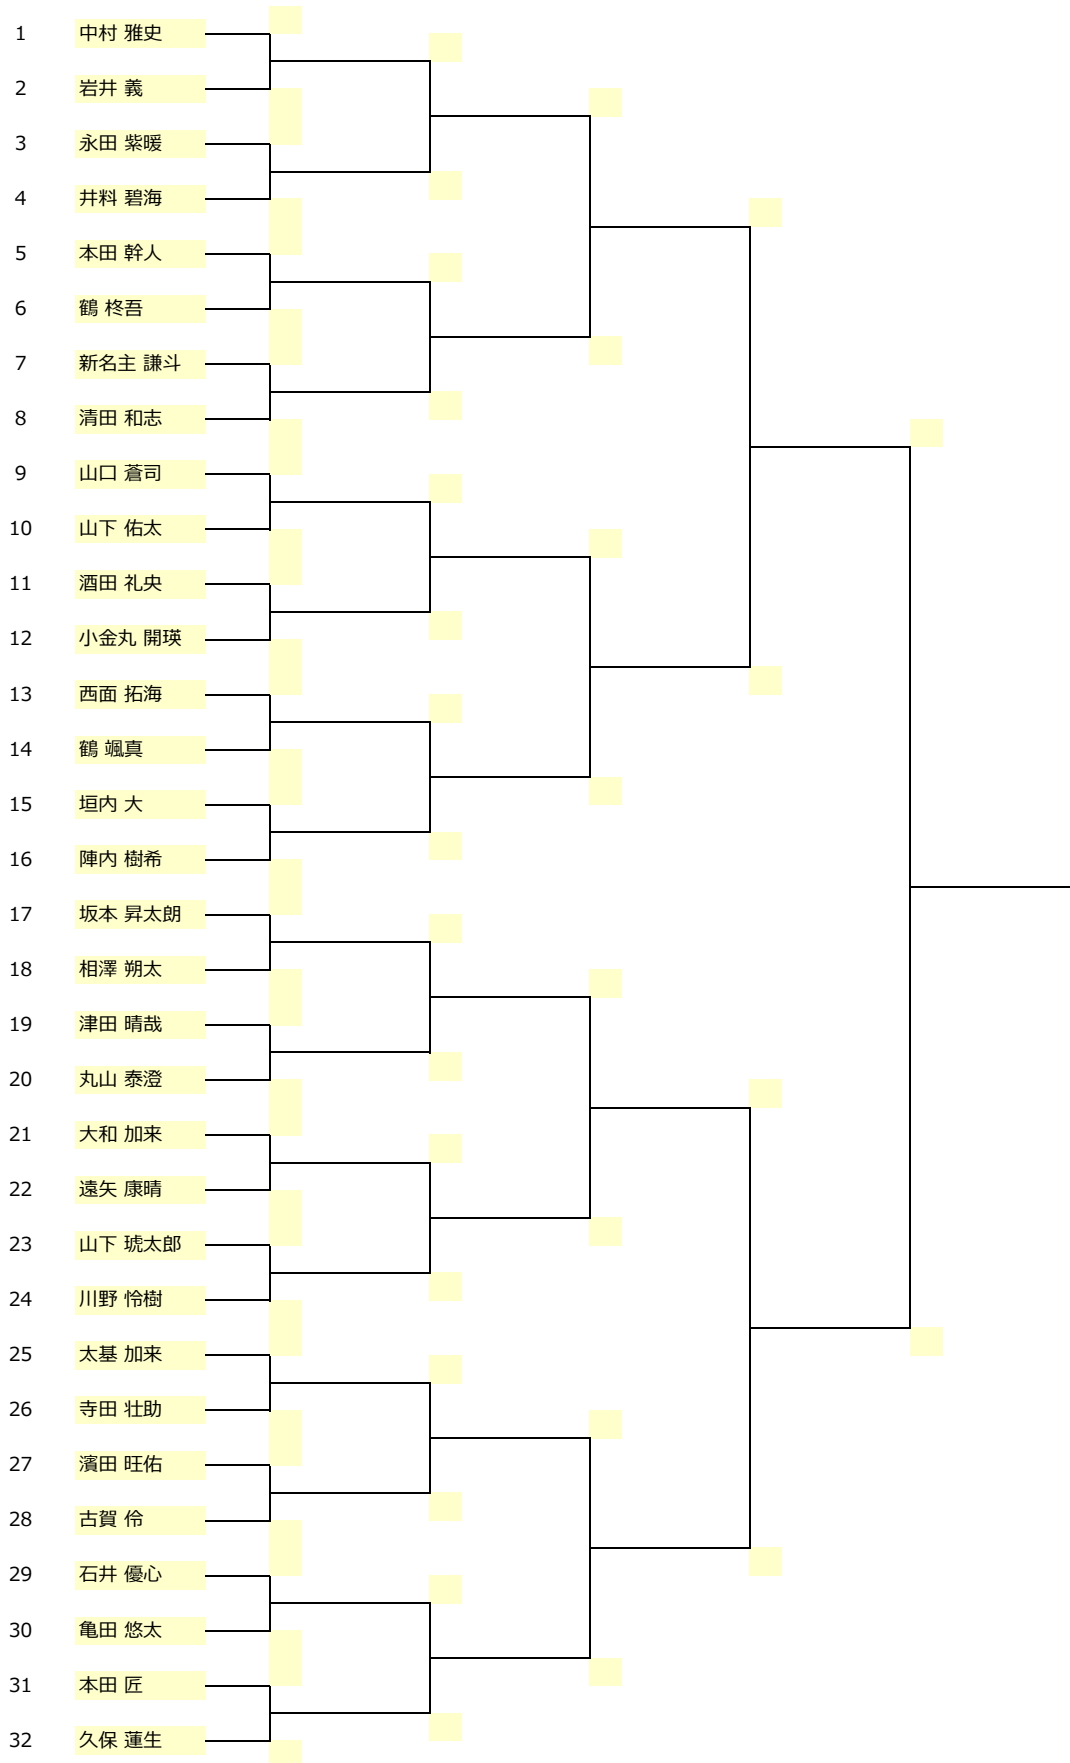 1 中村 雅史
2 岩井 義
3 永田 紫暖
4 井料 碧海
5 本田 幹人
6 鶴 柊吾
7 新名主 謙斗
8 清田 和志
9 山口 蒼司
10 山下 佑太
11 酒田 礼央
12 小金丸 開瑛
13 西面 拓海
14 鶴 颯真
15 垣内 大
16 陣内 樹希
17 坂本 昇太朗
18 相澤 朔太
19 津田 晴哉
20 丸山 泰澄
21 大和 加来
22 遠矢 康晴
23 山下 琥太郎
24 川野 怜樹
25 太基 加来
26 寺田 壮助
27 濱田 旺佑
28 古賀 伶
29 石井 優心
30 亀田 悠太
31 本田 匠
32 久保 蓮生